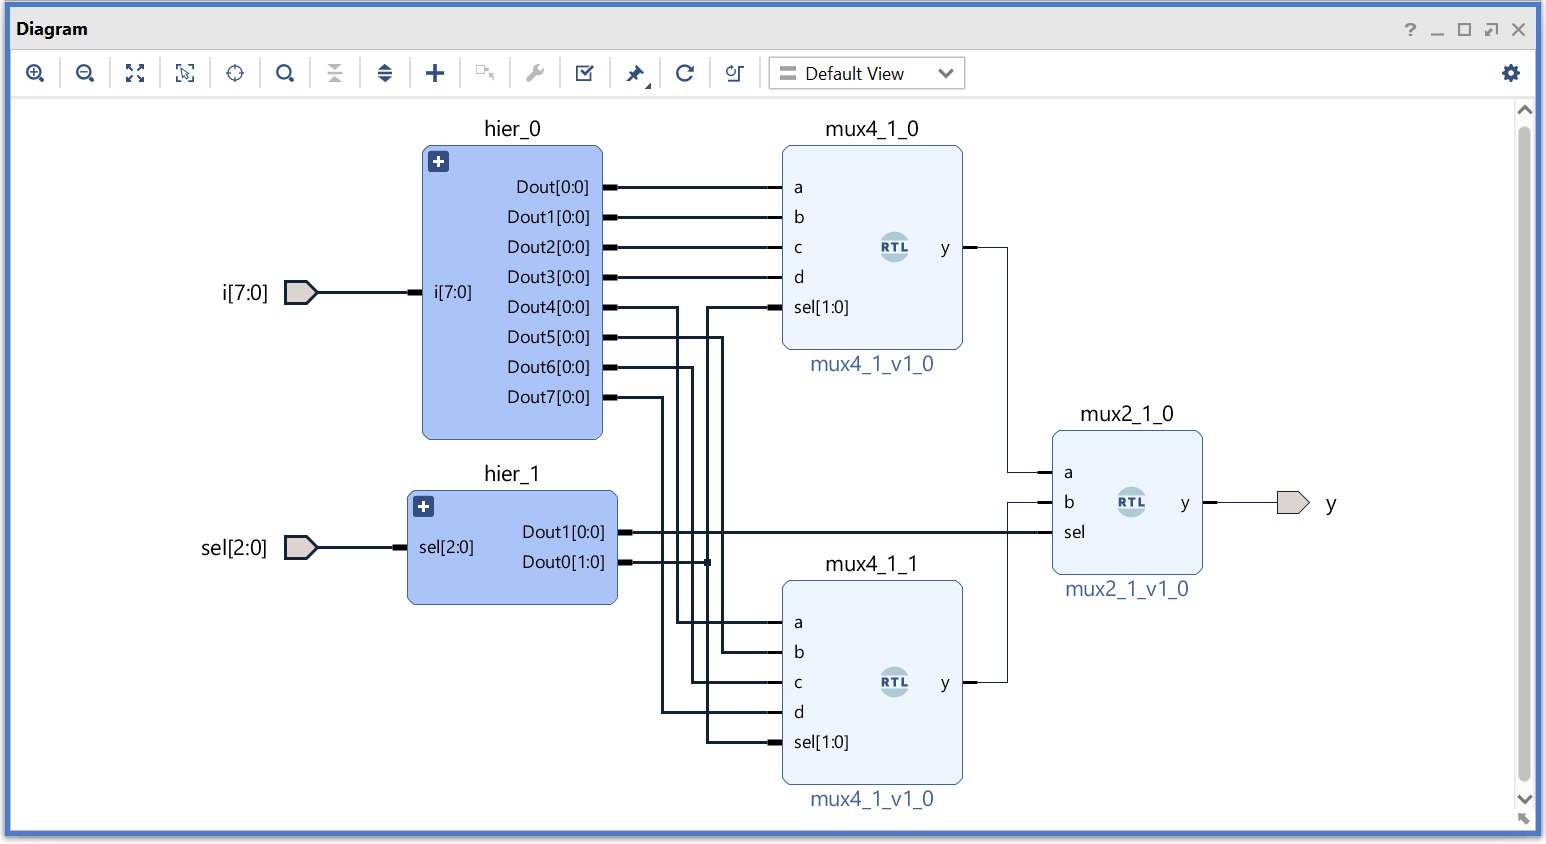 Diagram
?
Default View
hier_0
Dout[0:0]
Dout1[0:0]
Dout2[0:0]
Dout3[0:0]
Dout4[0:0]
Dout5[0:0]
Dout6[0:0]
Dout7[0:0]
i[7:0]
i[7:0]
mux4_1_0
a
b
c
d
sel[1:0]
RTL
y
mux4_1_v1_0
hier_1
sel[2:0]
sel[2:0]
Dout1[0:0]
Dout0[1:0]
mux2_1_0
a
b
sel
RTL
y
y
mux2_1_v1_0
mux4_1_1
a
b
c
d
sel[1:0]
RTL
y
mux4_1_v1_0